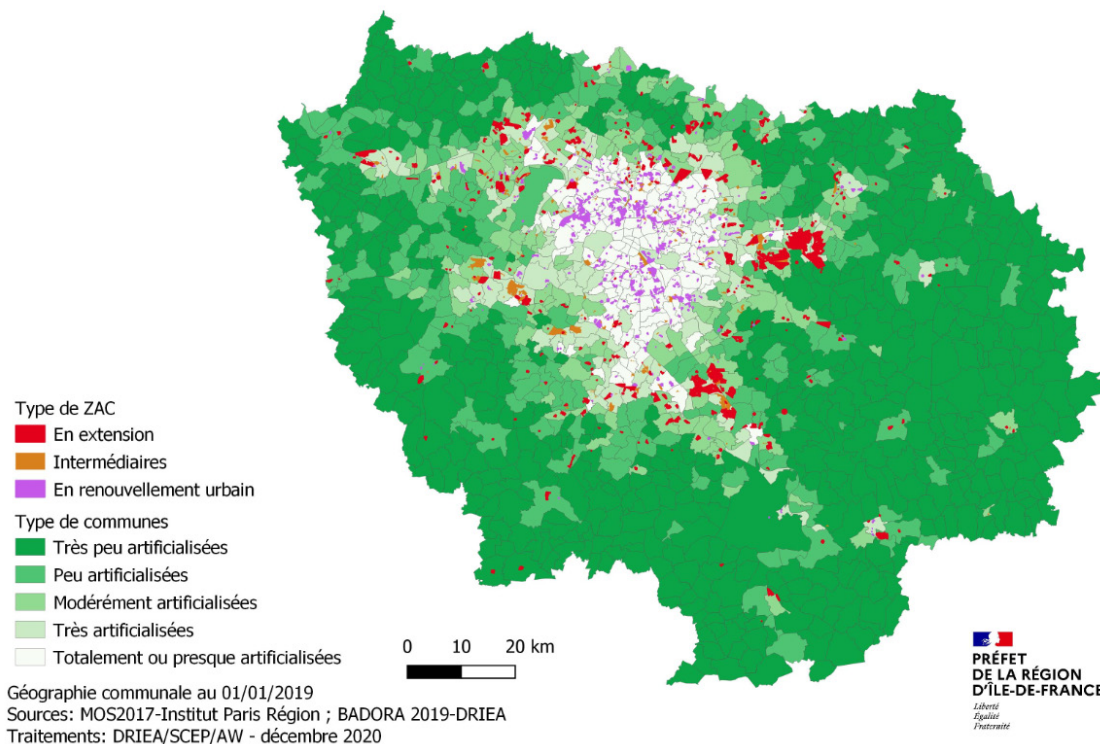 Type de ZAC
En extension
Intermédiaires
En renouvellement urbain
Type de communes
Très peu artificialisées
Peu artificialisées
Modérément artificialisées
Très artificialisées
Totalement ou presque artificialisées
0 10 20 km
Géographie communale au 01/01/2019
Sources: MOS2017-Institut Paris Région ; BADORA 2019-DRIEA
Traitements: DRIEA/SCEP/AW - décembre 2020
PRÉFET
DE LA RÉGION
D'ÎLE-DE-FRANCE
Liberté
Égalité
Fraternité